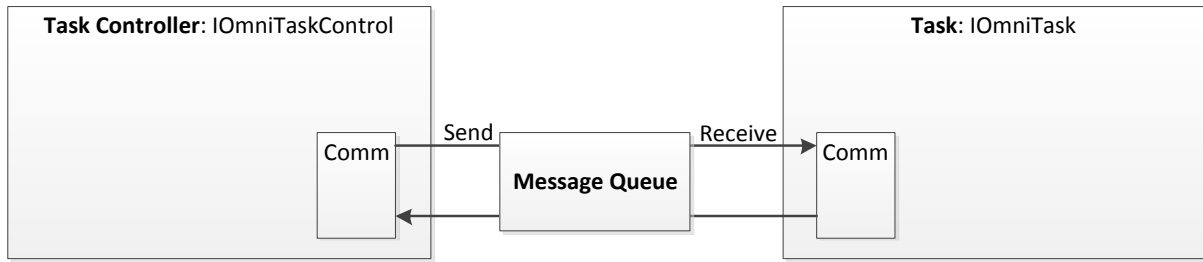 Task Controller: IOmniTaskControl
Task: IOmniTask
Send
Receive
Comm
Message Queue
Comm